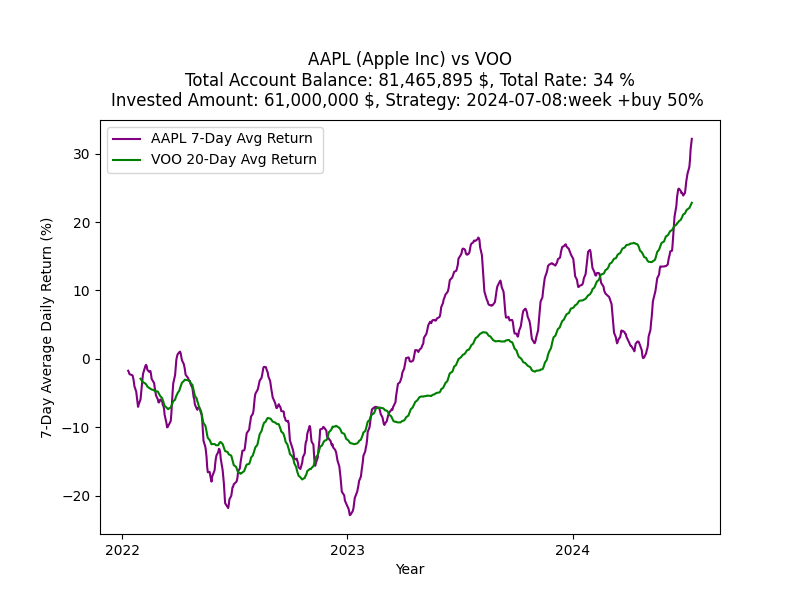 AAPL (Apple Inc) vs VOO
Total Account Balance: 81,465,895 $, Total Rate: 34 %
Invested Amount: 61,000,000 $, Strategy: 2024-07-08:week +buy 50%
AAPL 7-Day Avg Return
VOO 20-Day Avg Return
7-Day Average Daily Return (%)
30
20
10
0
−10
−20
2022
2023
2024
Year